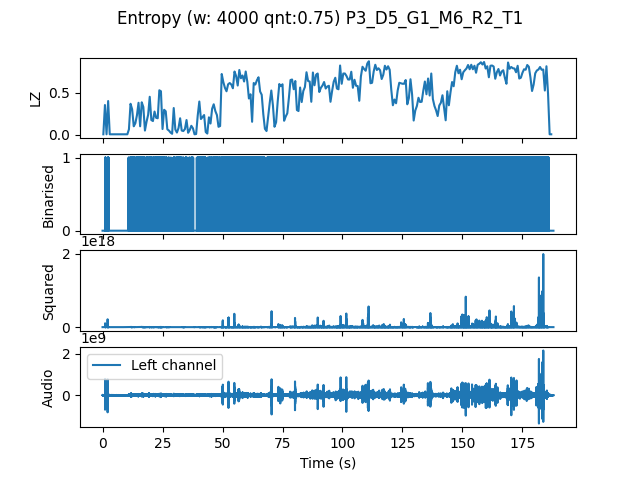 Entropy (w: 4000 qnt:0.75) P3_D5_G1_M6_R2_T1
LZ
0.5
0.0
Binarised
1
0
1e18
Squared
2
0
1e9
Audio
2
0
Left channel
0 25 50 75 100 125 150 175
Time (s)